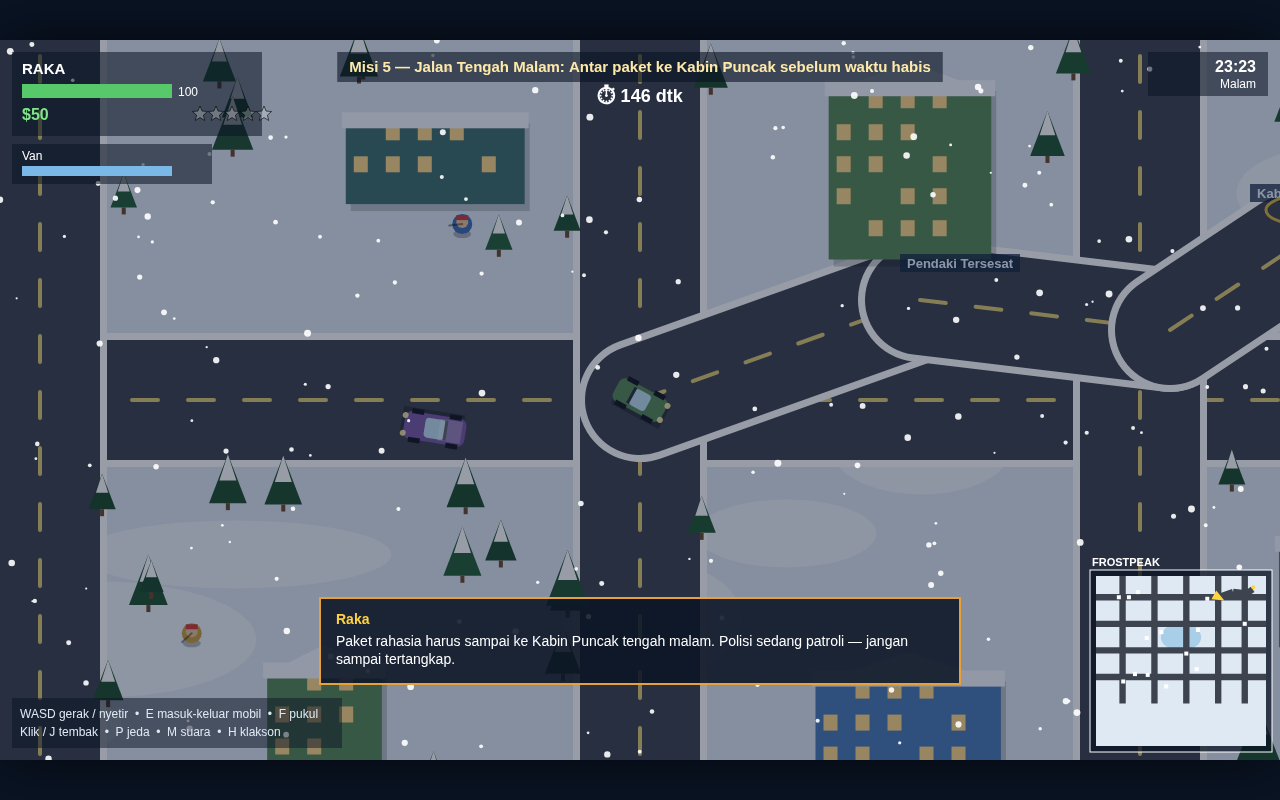 RAKA
100
$50
Van
Misi 5 — Jalan Tengah Malam: Antar paket ke Kabin Puncak sebelum waktu habis
⏱ 146 dtk
23:23
Malam
Kab
Pendaki Tersesat
FROSTPEAK
Raka
Paket rahasia harus sampai ke Kabin Puncak tengah malam. Polisi sedang patroli — jangan
sampai tertangkap.
WASD gerak / nyetir • E masuk-keluar mobil • F pukul
Klik / J tembak • P jeda • M suara • H klakson